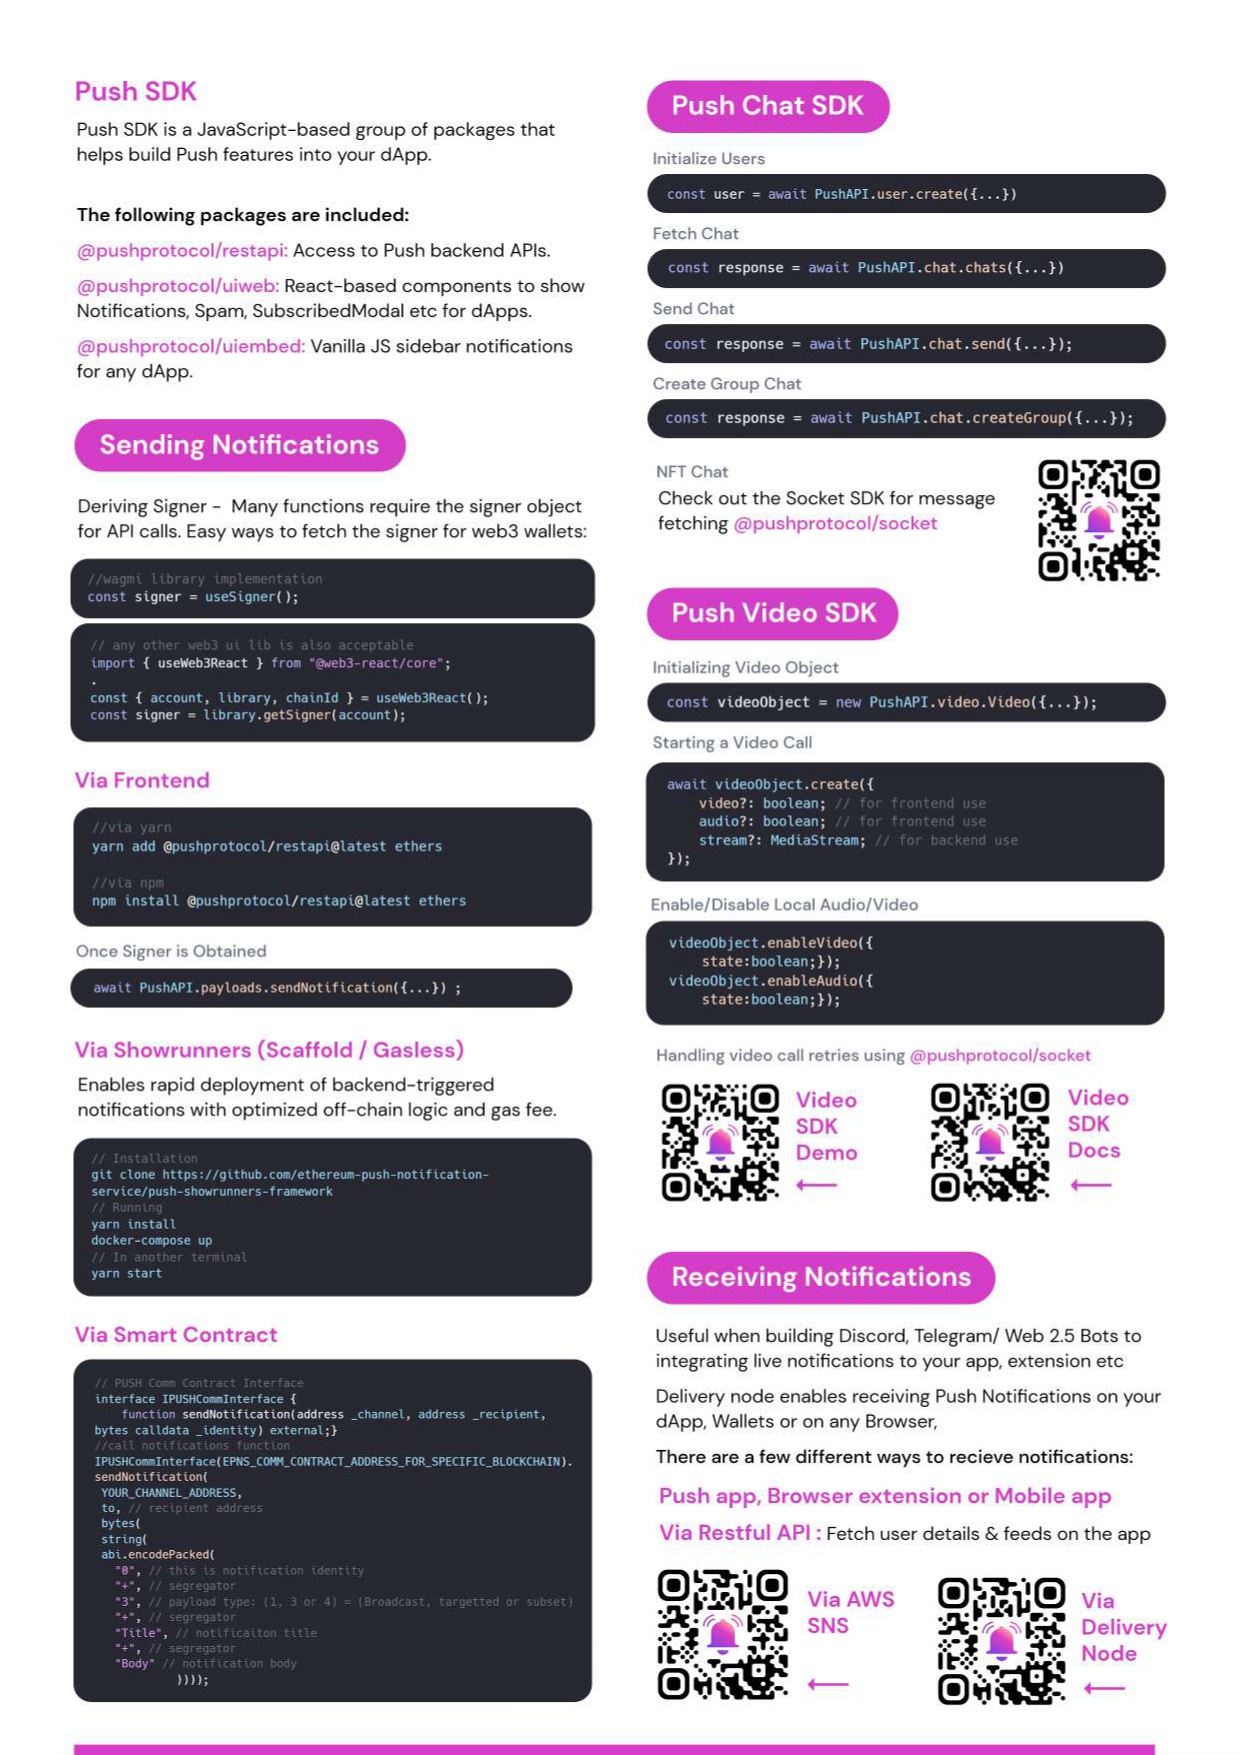 Push SDK
Push SDK is a JavaScript-based group of packages that
helps build Push features into your dApp.
The following packages are included:
@pushprotocol/restapi: Access to Push backend APIs.
@pushprotocol/uiweb: React-based components to show
Notifications, Spam, SubscribedModal etc for dApps.
@pushprotocol/uiembed: Vanilla JS sidebar notifications
for any dApp.
Sending Notifications
Deriving Signer - Many functions require the signer object
for API calls. Easy ways to fetch the signer for web3 wallets:
//wagmi library implementation
const signer = useSigner();
// any other web3 ui lib is also acceptable
import { useWeb3React } from "@web3-react/core";
.
const { account, library, chainId } = useWeb3React();
const signer = library.getSigner(account);
Via Frontend
//via yarn
yarn add @pushprotocol/restapi@latest ethers
//via npm
npm install @pushprotocol/restapi@latest ethers
Once Signer is Obtained
await PushAPI.payloads.sendNotification({...}) ;
Via Showrunners (Scaffold / Gasless)
Enables rapid deployment of backend-triggered
notifications with optimized off-chain logic and gas fee.
// Installation
git clone https://github.com/ethereum-push-notification-
service/push-showrunners-framework
// Running
yarn install
docker-compose up
// In another terminal
yarn start
Via Smart Contract
// PUSH Comm Contract Interface
interface IPUSHCommInterface {
function sendNotification(address _channel, address _recipient,
bytes calldata _identity) external;}
//call notifications function
IPUSHCommInterface(EPNS_COMM_CONTRACT_ADDRESS_FOR_SPECIFIC_BLOCKCHAIN).
sendNotification(
YOUR_CHANNEL_ADDRESS,
to, // recipient address
bytes(
string(
abi.encodePacked(
"0", // this is notification identity
"+", // segregator
"3", // payload type: (1, 3 or 4) = (Broadcast, targetted or subset)
"+", // segregator
"Title", // notificaiton title
"+", // segregator
"Body" // notification body
))));
Push Chat SDK
Initialize Users
const user = await PushAPI.user.create({...})
Fetch Chat
const response = await PushAPI.chat.chats({...})
Send Chat
const response = await PushAPI.chat.send({...});
Create Group Chat
const response = await PushAPI.chat.createGroup({...});
NFT Chat
Check out the Socket SDK for message
fetching @pushprotocol/socket
Push Video SDK
Initializing Video Object
const videoObject = new PushAPI.video.Video({...});
Starting a Video Call
await videoObject.create({
video?: boolean; // for frontend use
audio?: boolean; // for frontend use
stream?: MediaStream; // for backend use
});
Enable/Disable Local Audio/Video
videoObject.enableVideo({
state:boolean;});
videoObject.enableAudio({
state:boolean;});
Handling video call retries using @pushprotocol/socket
Video
SDK
Demo
Video
SDK
Docs
Receiving Notifications
Useful when building Discord, Telegram/ Web 2.5 Bots to
integrating live notifications to your app, extension etc
Delivery node enables receiving Push Notifications on your
dApp, Wallets or on any Browser,
There are a few different ways to recieve notifications:
Push app, Browser extension or Mobile app
Via Restful API : Fetch user details & feeds on the app
Via AWS
SNS
Via
Delivery
Node